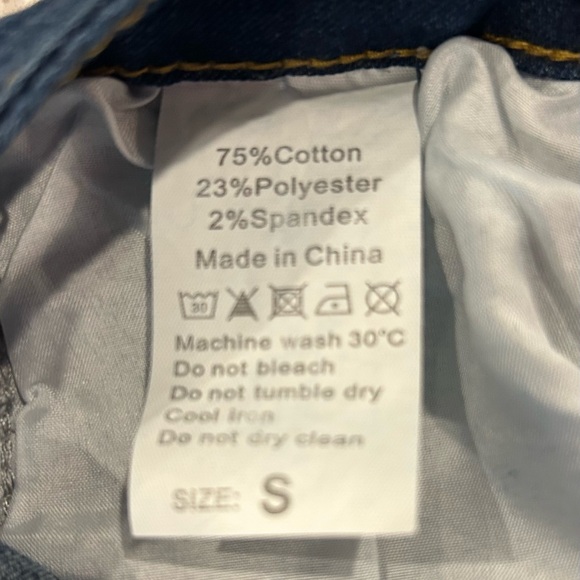 75%Cotton
23%Polyester
2%Spandex
Made in China
30
Machine wash 30°C
Do not bleach
Do not tumble dry
Cool Iron
Do not dry clean
SIZE: S